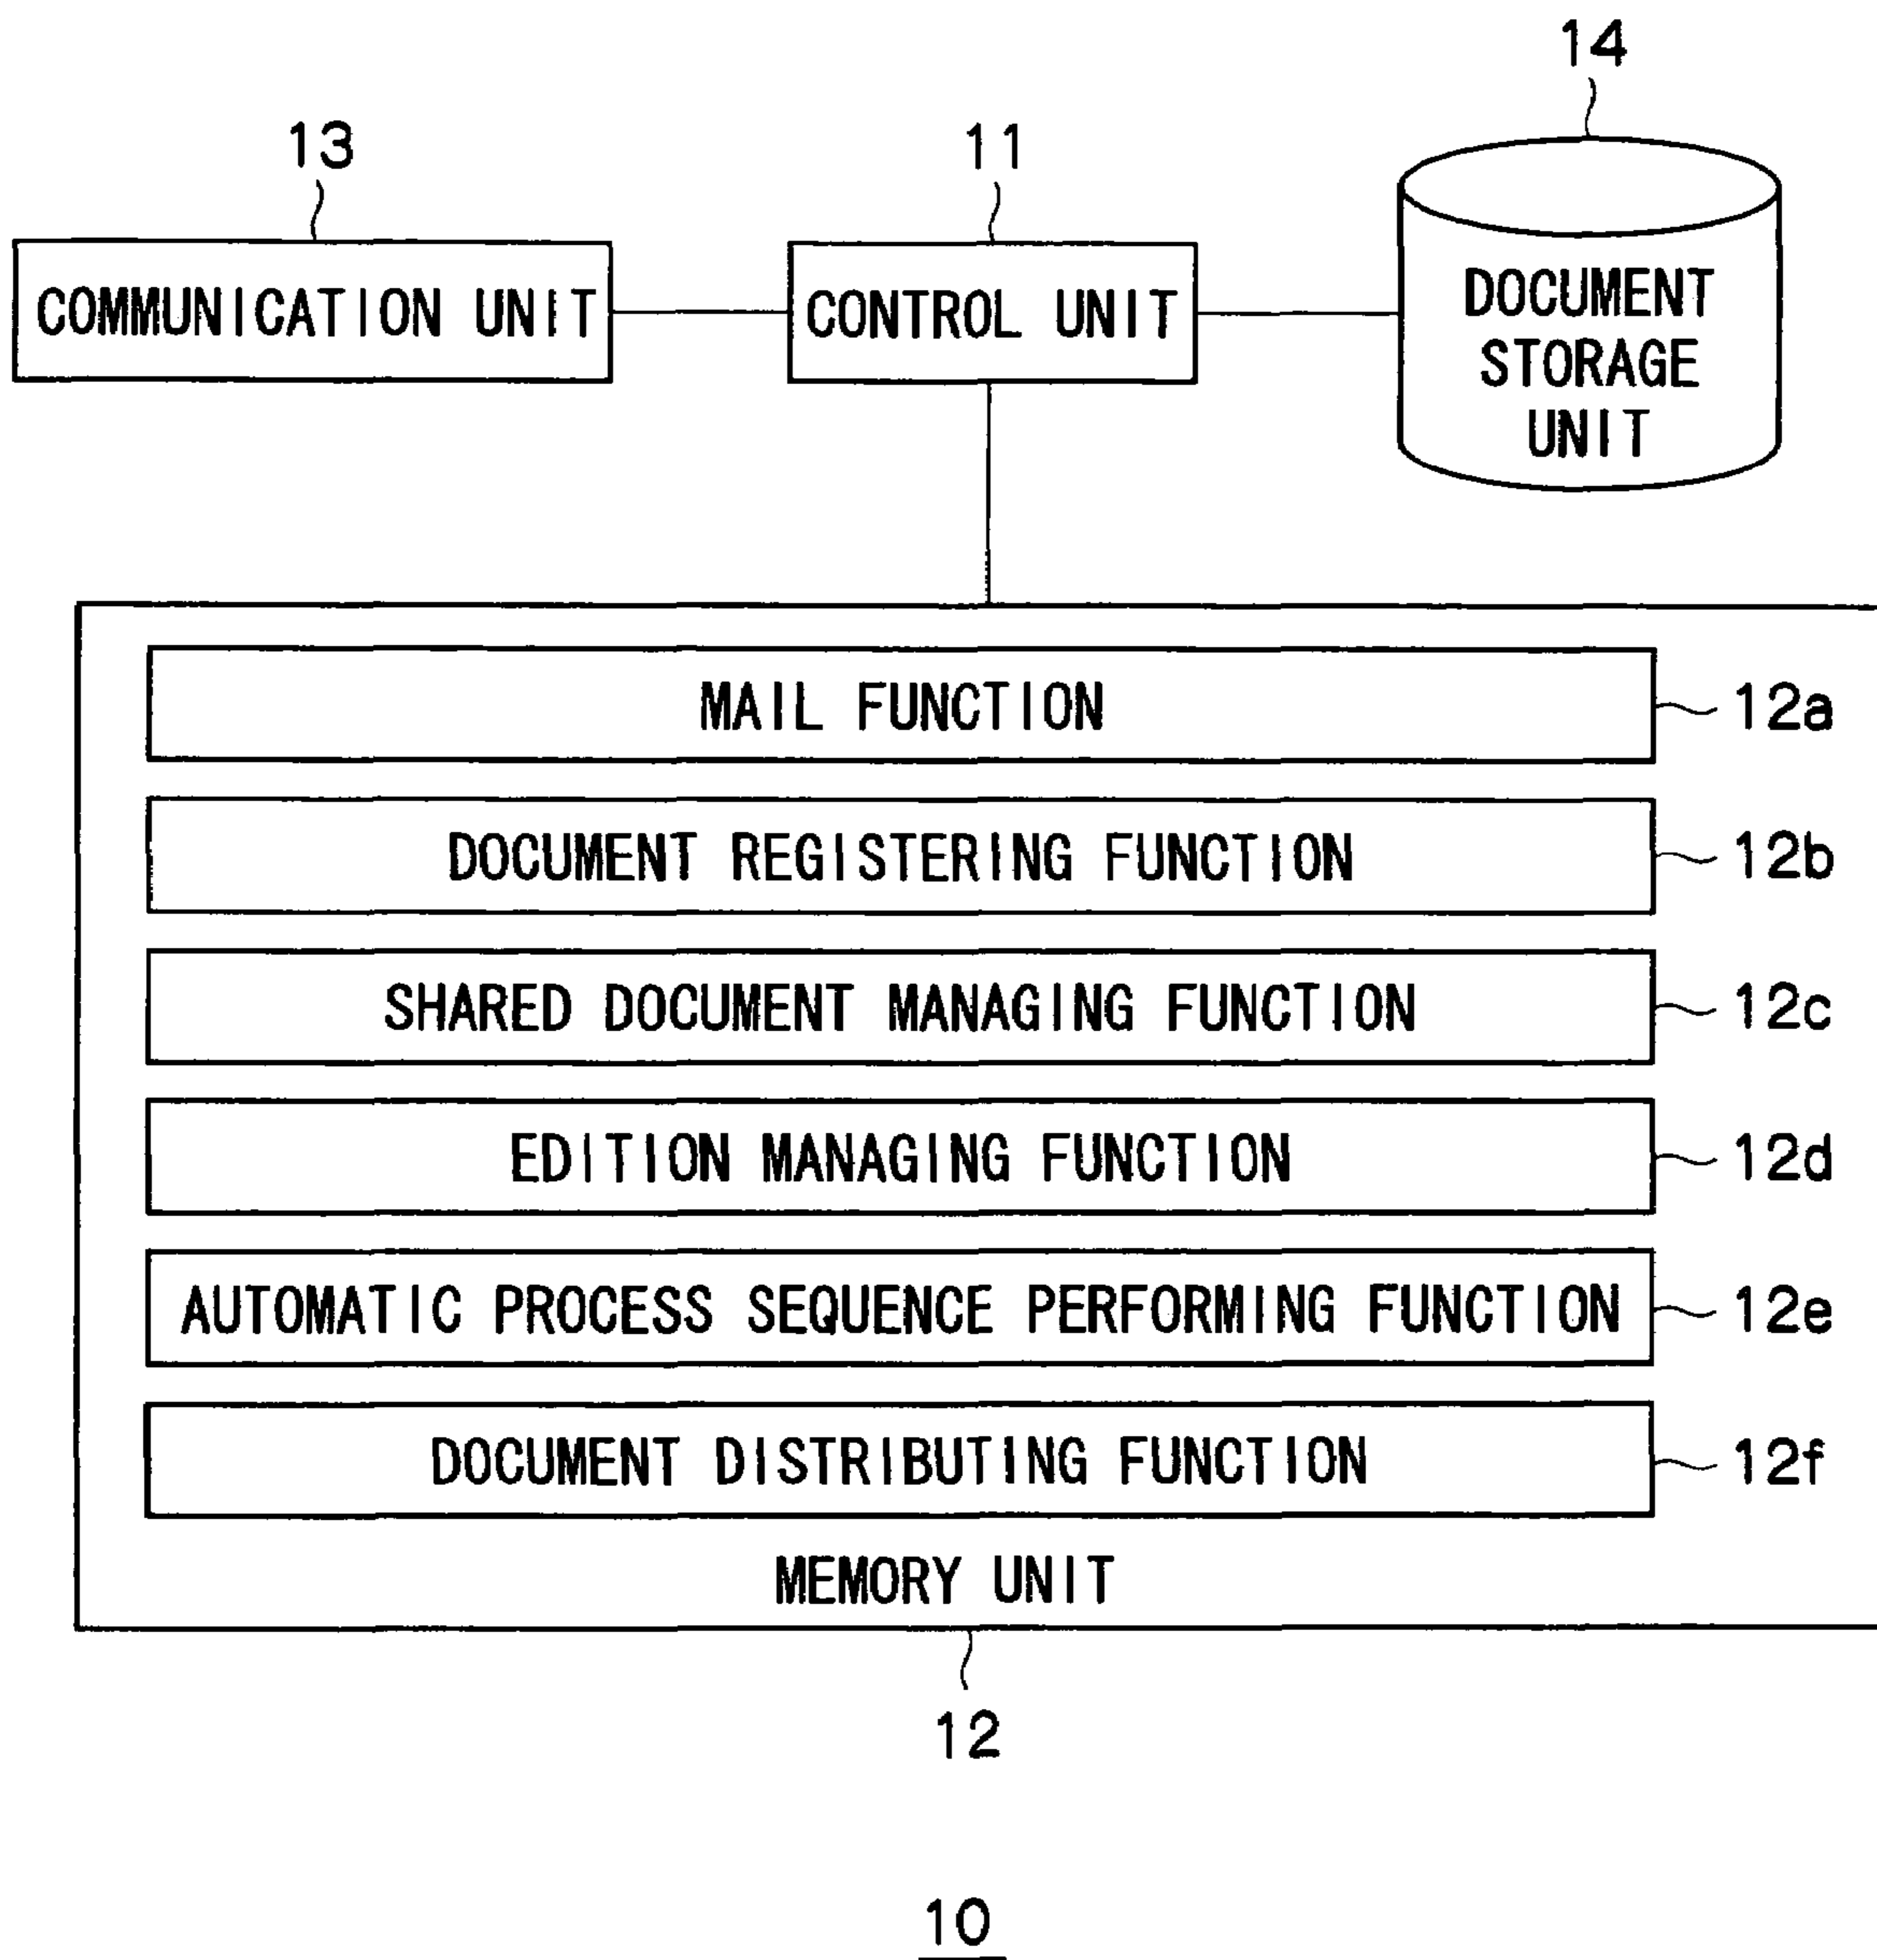 14
13
11
COMMUNICATION UNIT
CONTROL UNIT
DOCUMENT
STORAGE
UNIT
MAIL FUNCTION
12a
DOCUMENT REGISTERING FUNCTION
12b
SHARED DOCUMENT MANAGING FUNCTION
12c
EDITION MANAGING FUNCTION
12d
AUTOMATIC PROCESS SEQUENCE PERFORMING FUNCTION
12e
DOCUMENT DISTRIBUTING FUNCTION
12f
MEMORY UNIT
12
10